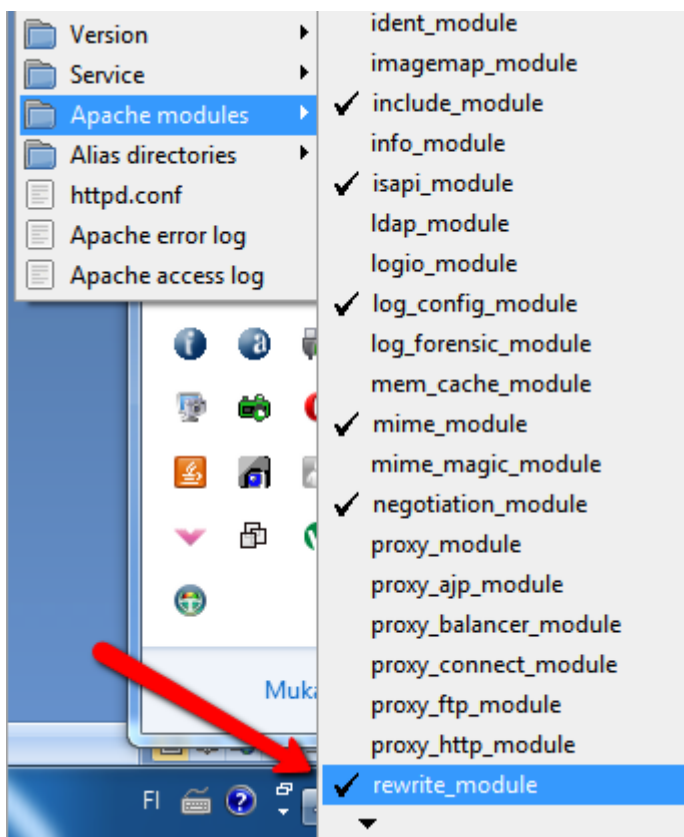 Version
Service
Apache modules
Alias directories
httpd.conf
Apache error log
Apache access log
ident_module
imagemap_module
include_module
info_module
isapi_module
ldap_module
logio_module
log_config_module
log_forensic_module
mem_cache_module
mime_module
mime_magic_module
negotiation_module
proxy_module
proxy_ajp_module
proxy_balancer_module
proxy_connect_module
proxy_ftp_module
proxy_http_module
rewrite_module
FI